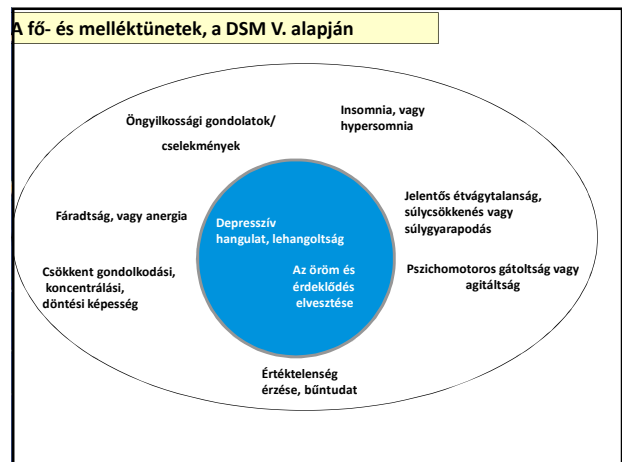 A fő- és melléktünetek, a DSM V. alapján
Öngyilkossági gondolatok/
cselekmények
Insomnia, vagy
hypersomnia
Fáradtság, vagy anergia
Depresszív
hangulat, lehangoltság
Jelentős étvágytalanság,
súlycsökkenés vagy
súlygyarapodás
Csökkent gondolkodási,
koncentrálási,
döntési képesség
Az öröm és
érdeklődés
elvesztése
Pszichomotoros gátoltság vagy
agitáltság
Értéktelenség
érzése, bűntudat